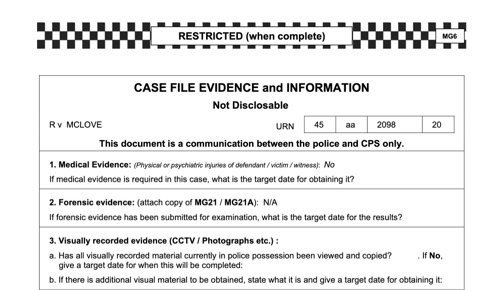 RESTRICTED (when complete)
MG6
CASE FILE EVIDENCE and INFORMATION
Not Disclosable
R v MCLOVE URN 45 aa 2098 20
This document is a communication between the police and CPS only.
1. Medical Evidence: (Physical or psychiatric injuries of defendant / victim / witness): No
If medical evidence is required in this case, what is the target date for obtaining it?
2. Forensic evidence: (attach copy of MG21 / MG21A): N/A
If forensic evidence has been submitted for examination, what is the target date for the results?
3. Visually recorded evidence (CCTV / Photographs etc.) :
a. Has all visually recorded material currently in police possession been viewed and copied? . If No,
give a target date for when this will be completed:
b. If there is additional visual material to be obtained, state what it is and give a target date for obtaining it: